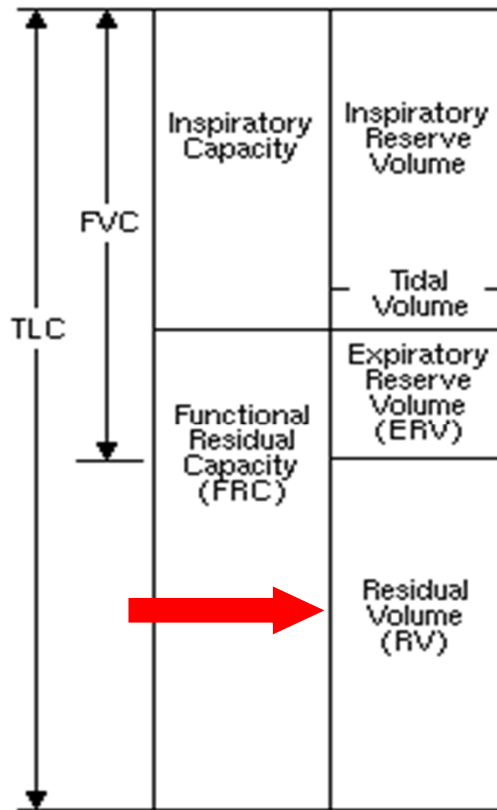 TLC
FVC
Inspiratory
Capacity
Functional
Residual
Capacity
(FRC)
Inspiratory
Reserve
Volume
Tidal
Volume
Expiratory
Reserve
Volume
(ERV)
Residual
Volume
(RV)